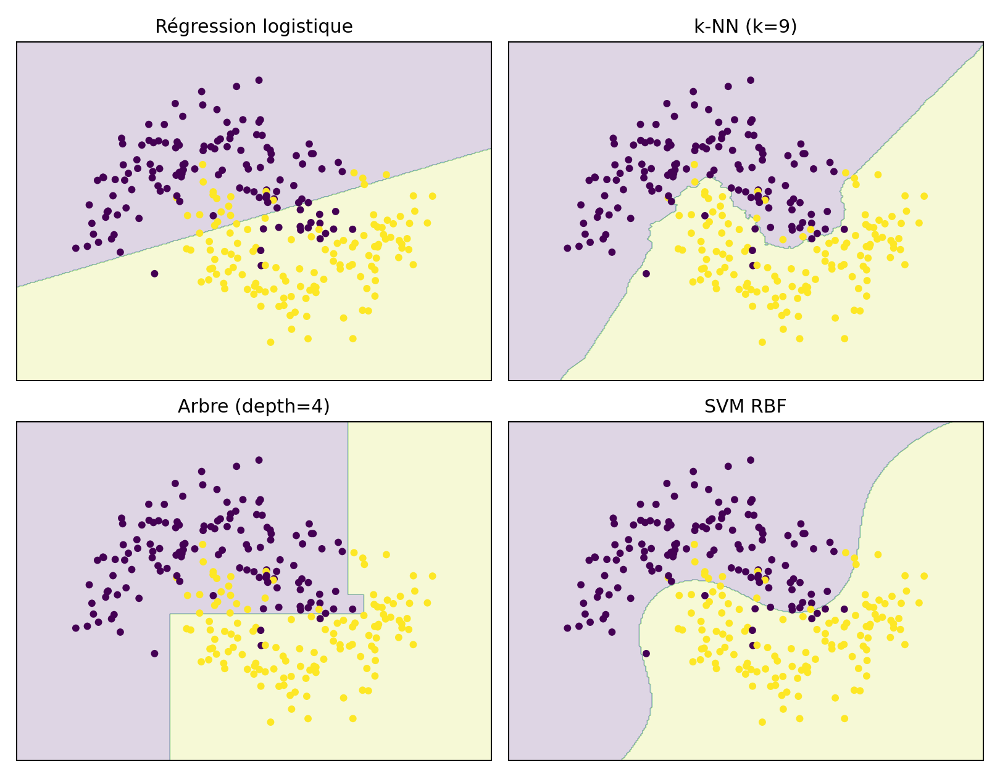 Régression logistique
k-NN (k=9)
Arbre (depth=4)
SVM RBF